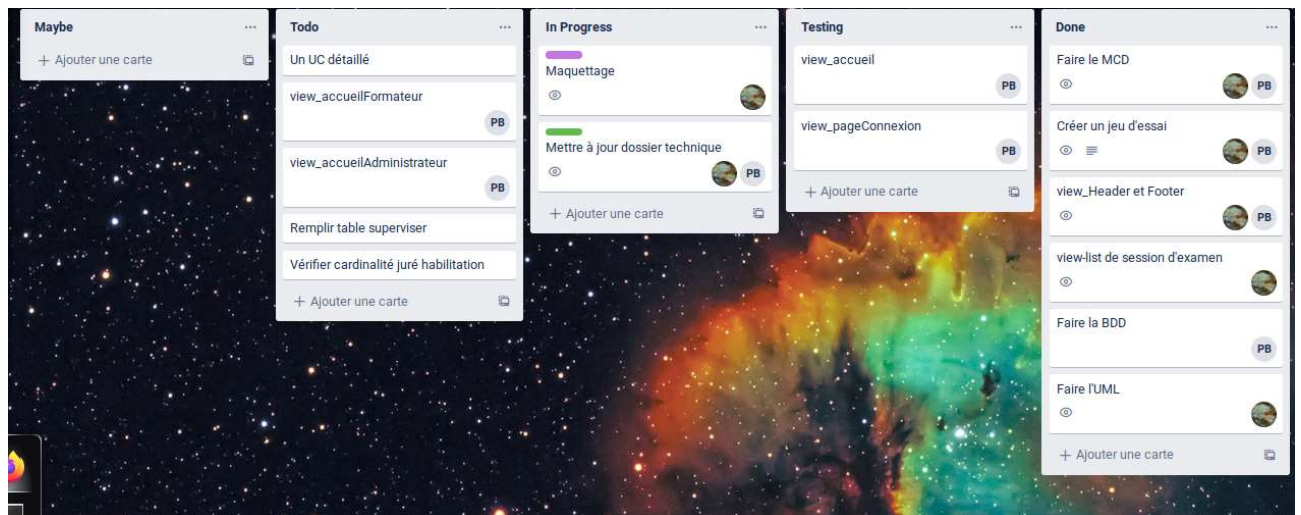 Maybe
Ajouter une carte
Todo
Un UC détaillé
view_accueilFormateur
PB
view_accueilAdministrateur
PB
Remplir table superviser
Vérifier cardinalité juré habilitation
Ajouter une carte
In Progress
Maquettage
Mettre à jour dossier technique
PB
Ajouter une carte
Testing
view_accueil
PB
view_pageConnexion
PB
Ajouter une carte
Done
Faire le MCD
PB
Créer un jeu d'essai
PB
view_Header et Footer
PB
view-list de session d'examen
Faire la BDD
PB
Faire l'UML
Ajouter une carte